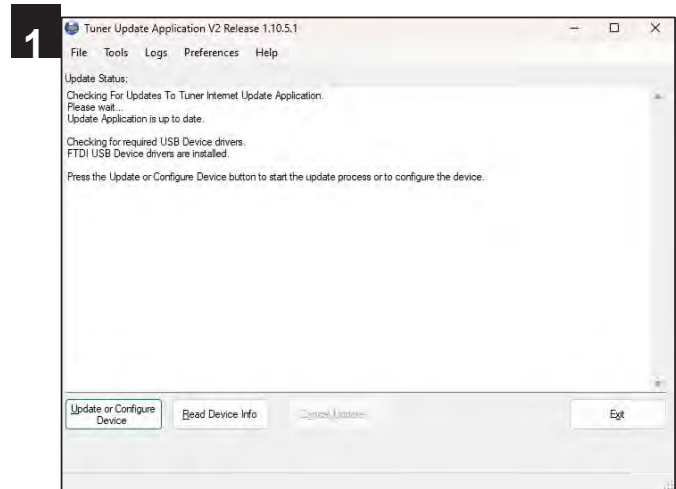 1
Tuner Update Application V2 Release 1.10.5.1
File Tools Logs Preferences Help
Update Status:
Checking For Updates To Tuner Internet Update Application.
Please wait...
Update Application is up to date.
Checking for required USB Device drivers.
FTDI USB Device drivers are installed.
Press the Update or Configure Device button to start the update process or to configure the device.
Update or Configure
Device
Read Device Info
Cancel Update
Exit